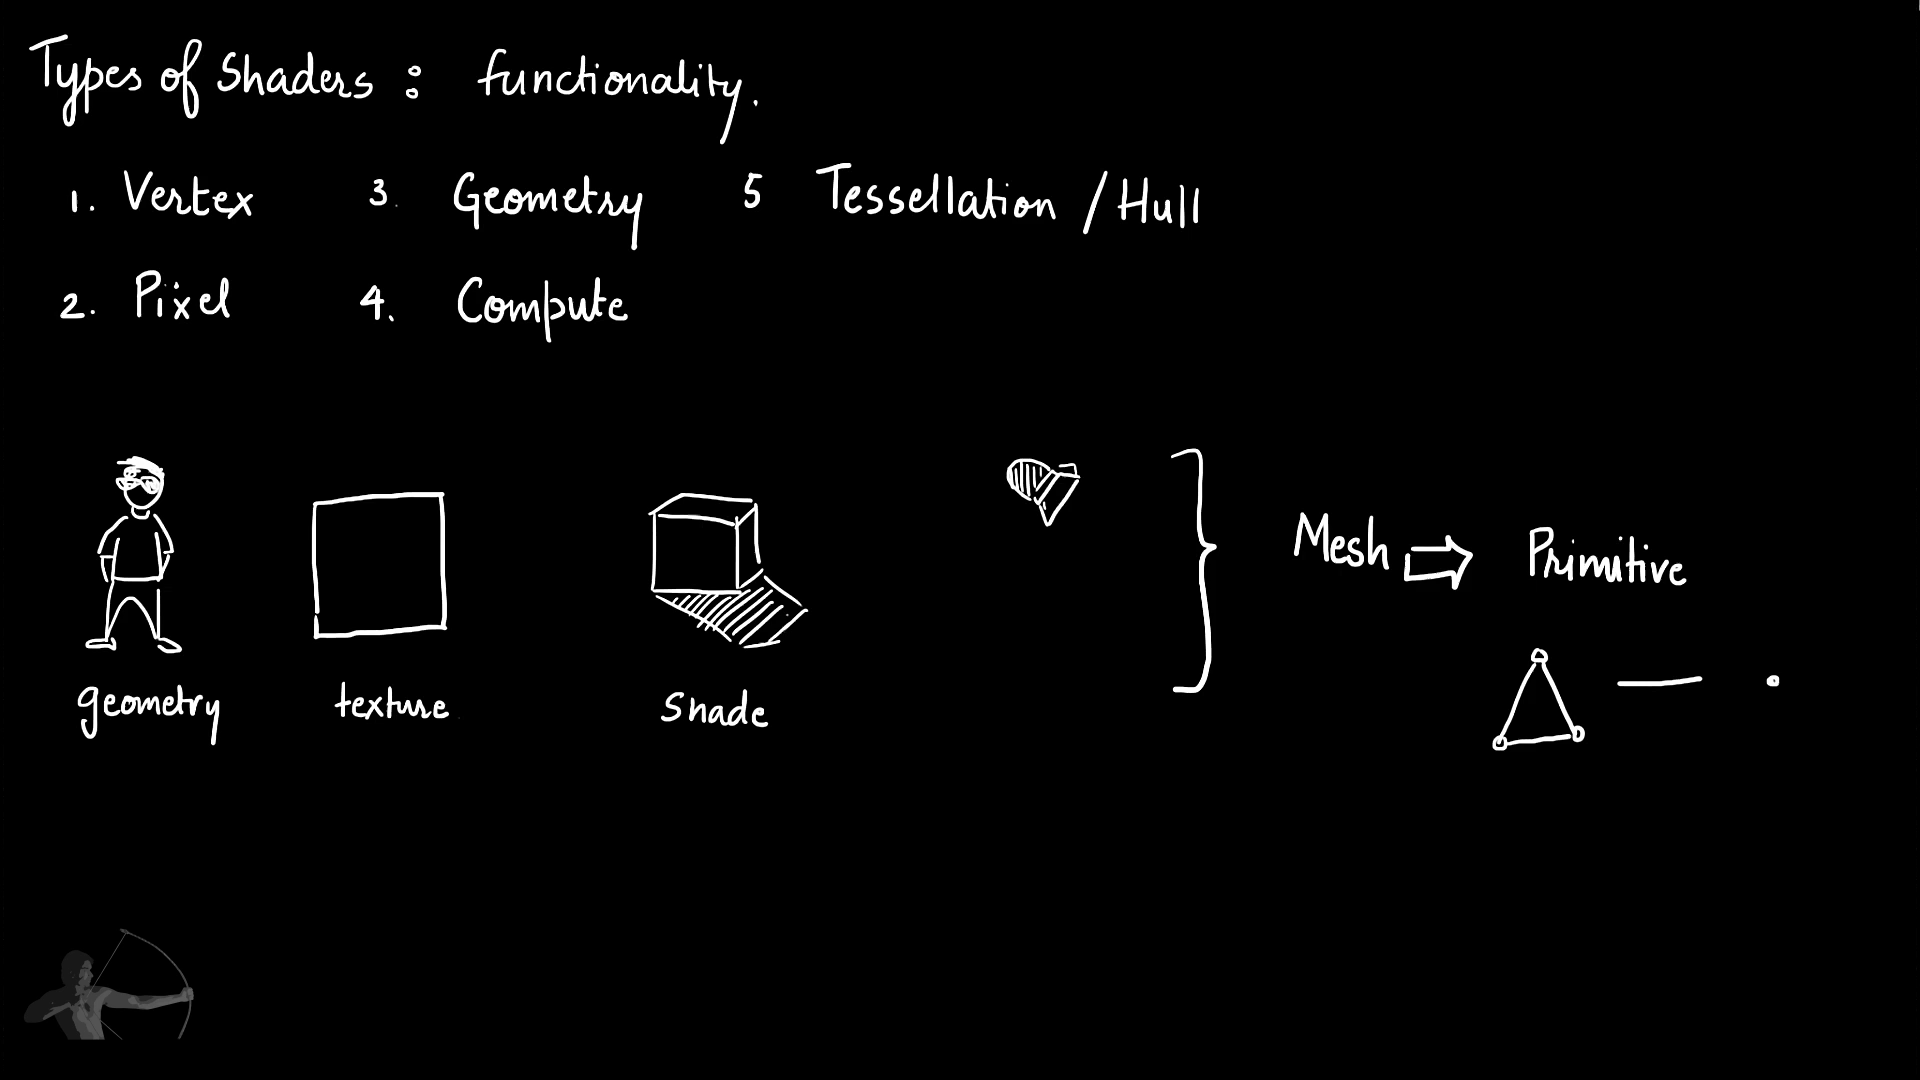 Types of Shaders : functionality.
1. Vertex 3. Geometry 5 Tessellation / Hull
2. Pixel 4. Compute
Mesh Primitive
geometry texture Shade